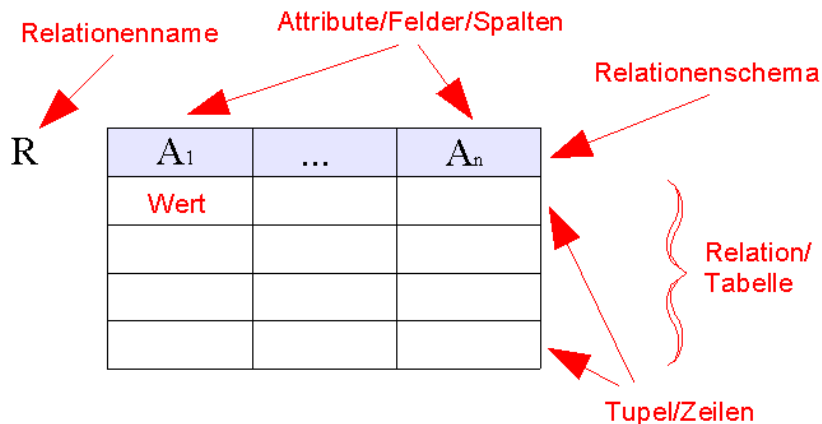 Relationenname
Attribute/Felder/Spalten
Relationenschema
R
A1 ... An
Wert
Relation/
Tabelle
Tupel/Zeilen